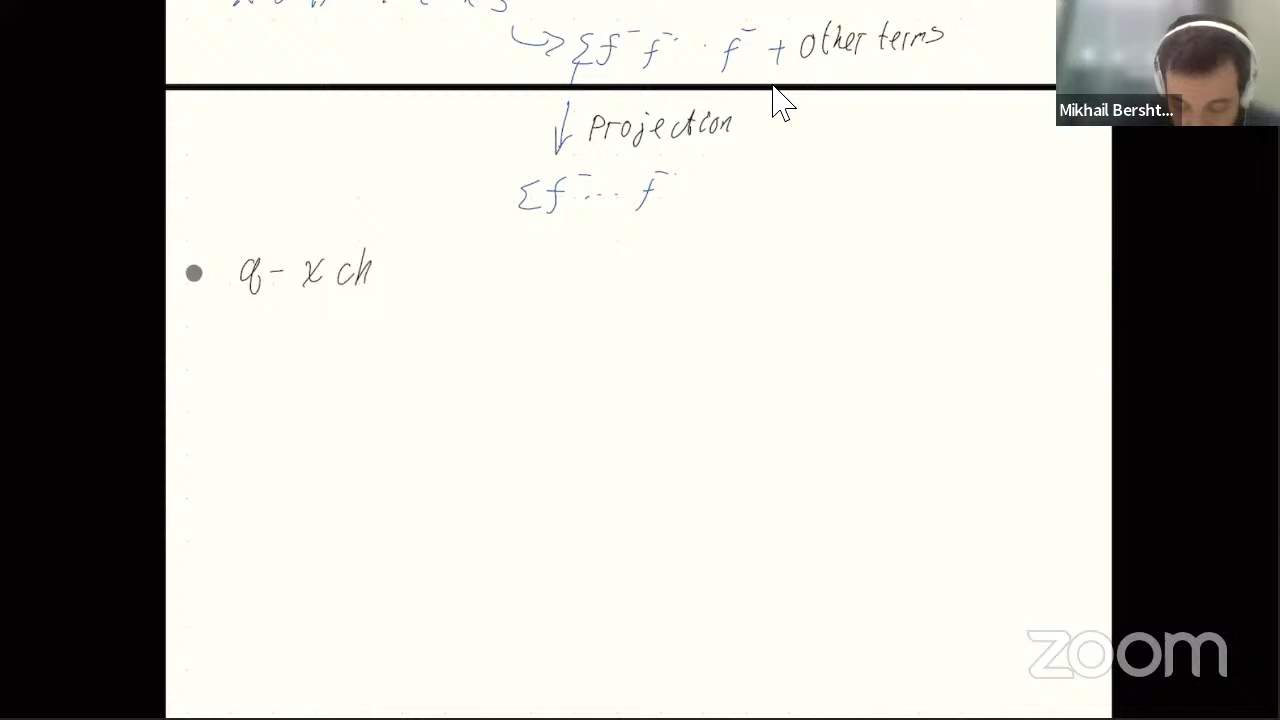 ↪ Σf⁻ f⁻ · f⁻ + Other terms
Mikhail Bersht...
↓ Projection
Σf⁻ ... f⁻
• q - x ch
zoom